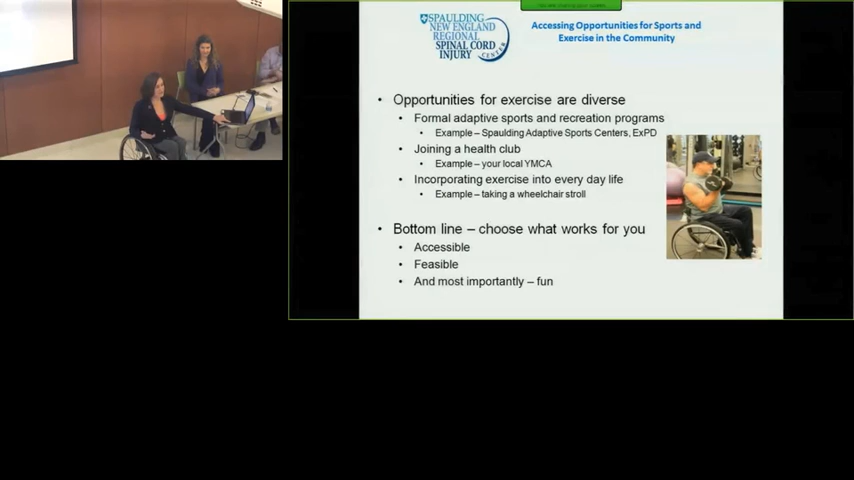 SPAULDING
NEW ENGLAND
REGIONAL
SPINAL CORD
INJURY
CENTER
Accessing Opportunities for Sports and
Exercise in the Community
• Opportunities for exercise are diverse
• Formal adaptive sports and recreation programs
• Example – Spaulding Adaptive Sports Centers, ExPD
• Joining a health club
• Example – your local YMCA
• Incorporating exercise into every day life
• Example – taking a wheelchair stroll
• Bottom line – choose what works for you
• Accessible
• Feasible
• And most importantly – fun